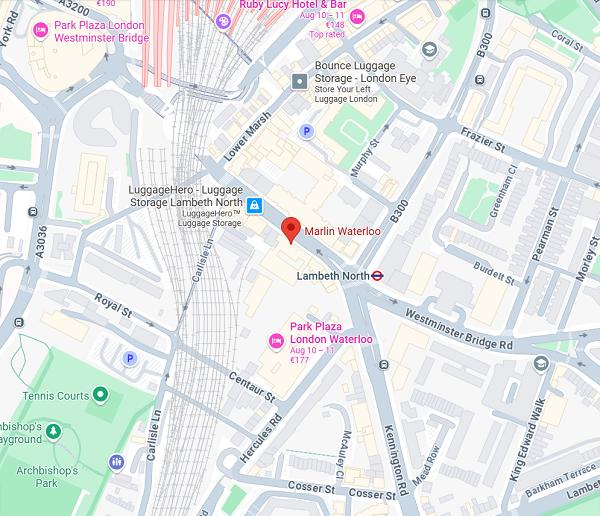 €190
A3200
Ruby Lucy Hotel & Bar
Aug 10 – 11
€148
Top rated
Park Plaza London
Westminster Bridge
York Rd
B300
Coral St
Bounce Luggage
Storage - London Eye
Store Your Left
Luggage London
Lower Marsh
P
Frazier St
Murphy St
Greenham Cl
LuggageHero - Luggage
Storage Lambeth North
LuggageHero™
Luggage Storage
B300
Pearman St
Morley St
Marlin Waterloo
A3036
Carlisle Ln
Lambeth North
Burdett St
Royal St
Westminster Bridge Rd
Park Plaza
London Waterloo
Aug 10 – 11
€177
P
Centaur St
Tennis Courts
Carlisle Ln
Hercules Rd
McAuley Cl
Kennington Rd
Mead Row
King Edward Walk
hbishop's
ayground
Archbishop's
Park
Cosser St
Cosser St
Barkham Terrace
Lambet